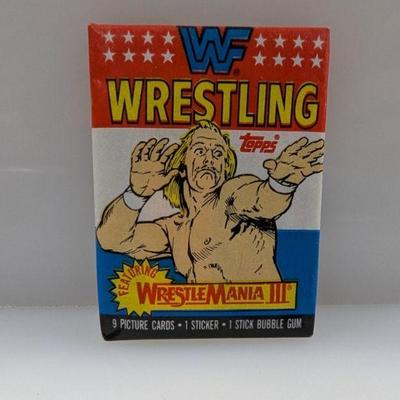 WF
WRESTLING
topps®
FEATURING
WRESTLEMANIA III®
9 PICTURE CARDS • 1 STICKER • 1 STICK BUBBLE GUM